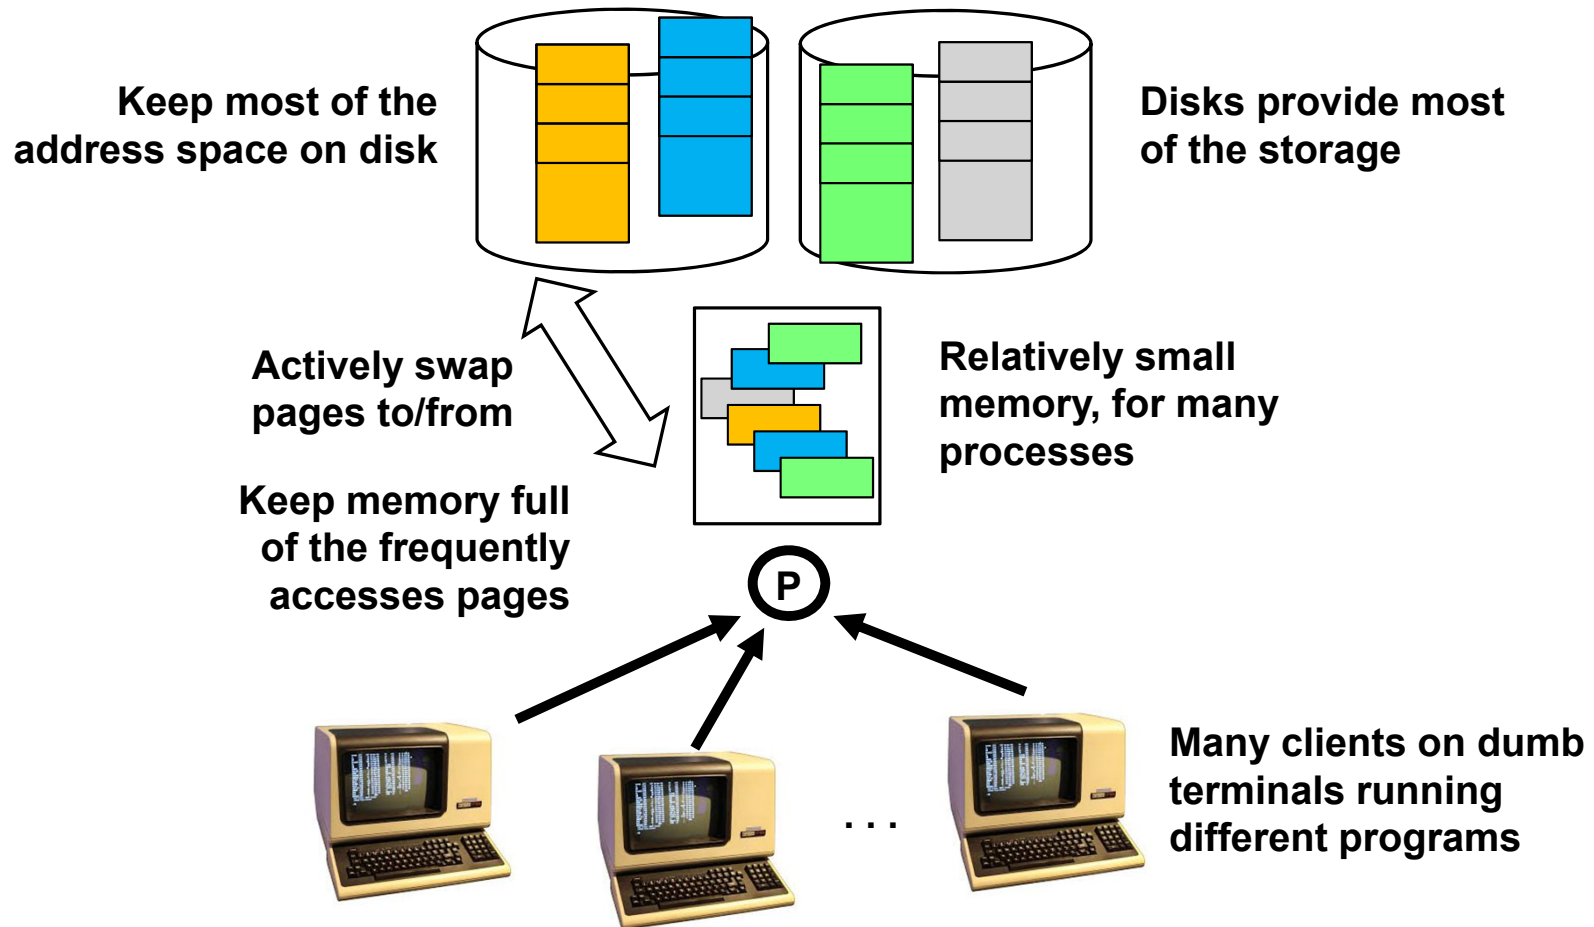 Keep most of the
address space on disk
Disks provide most
of the storage
Actively swap
pages to/from
Relatively small
memory, for many
processes
Keep memory full
of the frequently
accesses pages
P
. . .
Many clients on dumb
terminals running
different programs